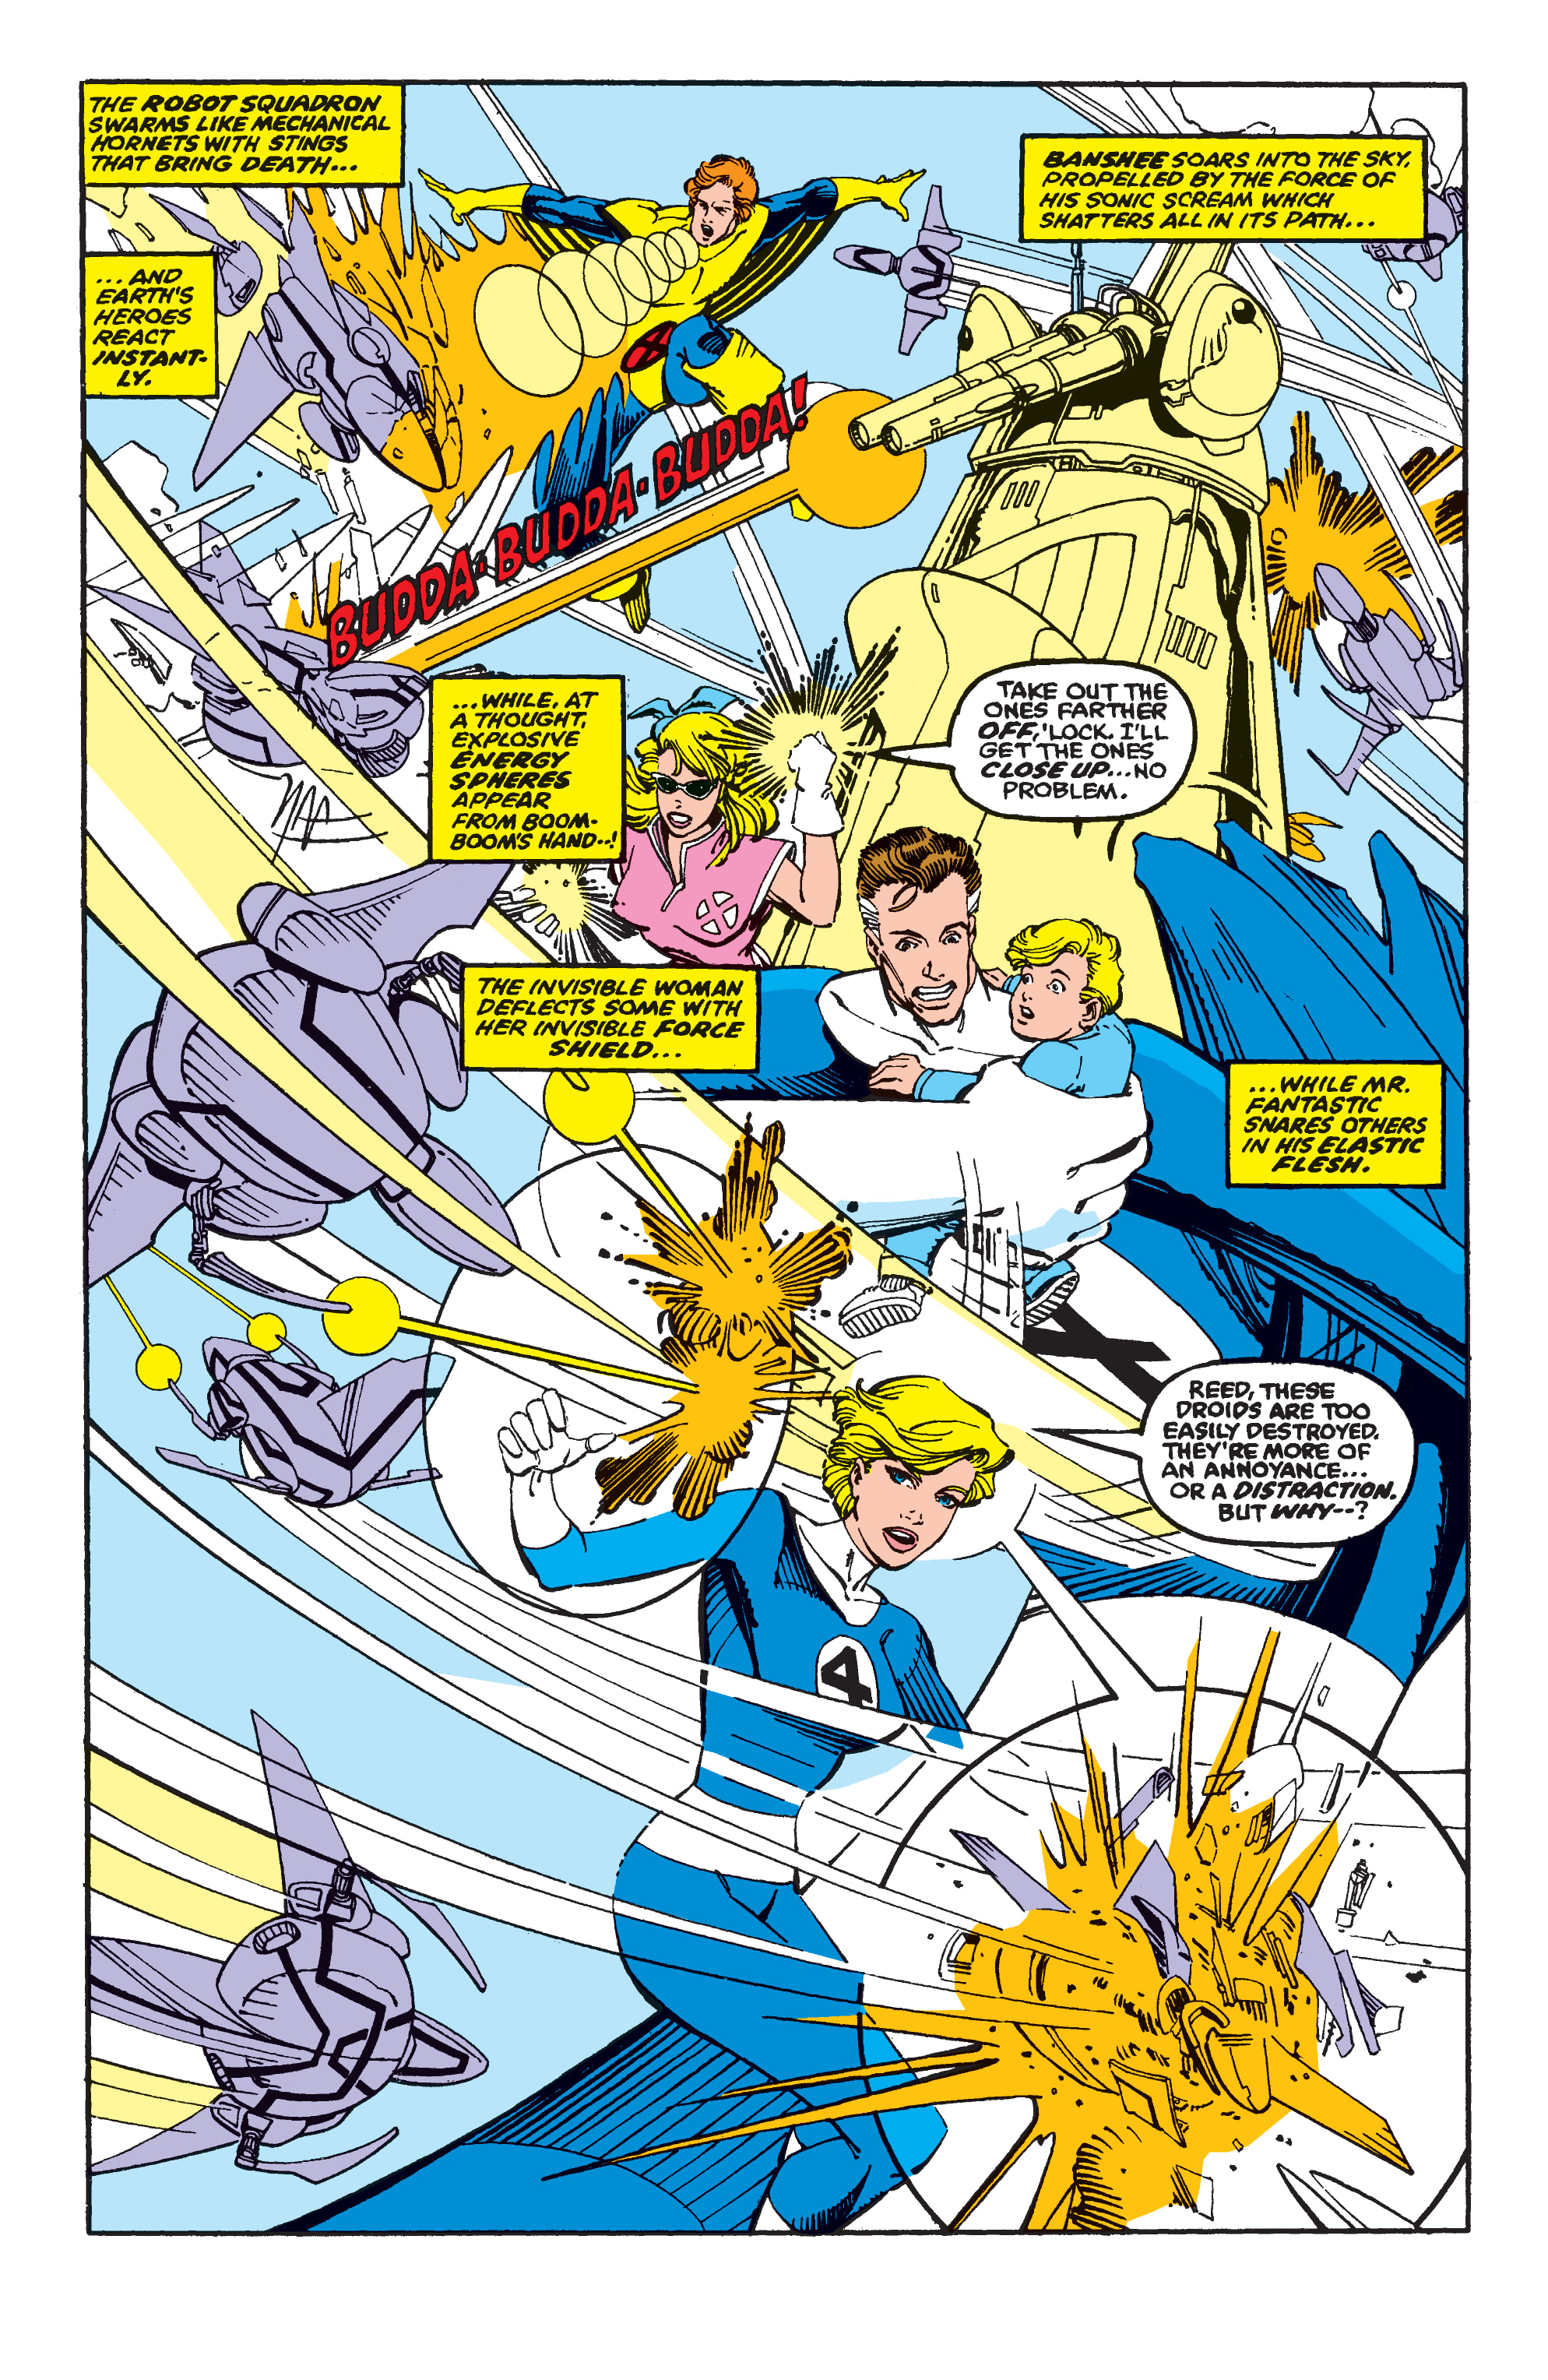 THE ROBOT SQUADRON
SWARMS LIKE MECHANICAL
HORNETS WITH STINGS
THAT BRING DEATH...
...AND
EARTH'S
HEROES
REACT
INSTANT-
LY.
BANSHEE SOARS INTO THE SKY,
PROPELLED BY THE FORCE OF
HIS SONIC SCREAM WHICH
SHATTERS ALL IN ITS PATH...
BUDDA-BUDDA-BUDDA!
...WHILE, AT
A THOUGHT,
EXPLOSIVE
ENERGY
SPHERES
APPEAR
FROM BOOM-
BOOM'S HAND--!
TAKE OUT THE
ONES FARTHER
OFF, 'LOCK. I'LL
GET THE ONES
CLOSE UP...NO
PROBLEM.
THE INVISIBLE WOMAN
DEFLECTS SOME WITH
HER INVISIBLE FORCE
SHIELD...
...WHILE MR.
FANTASTIC
SNARES OTHERS
IN HIS ELASTIC
FLESH.
REED, THESE
DROIDS ARE TOO
EASILY DESTROYED.
THEY'RE MORE OF
AN ANNOYANCE...
OR A DISTRACTION.
BUT WHY--?
4